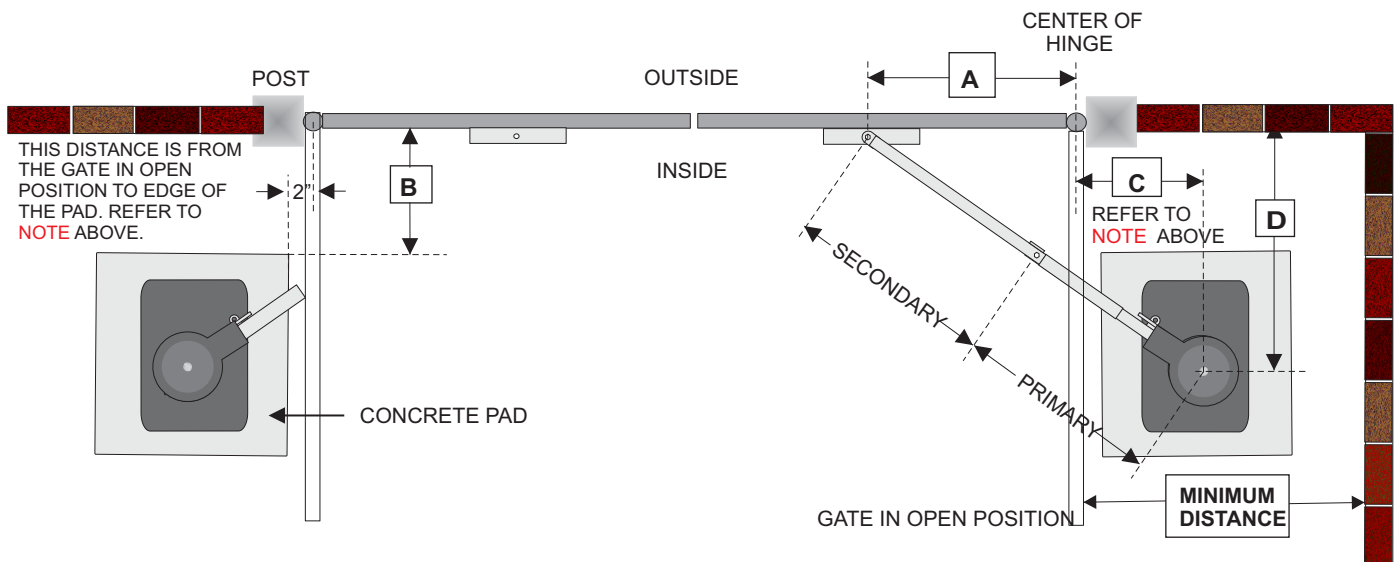 CENTER OF
HINGE
POST
OUTSIDE
A
THIS DISTANCE IS FROM
THE GATE IN OPEN
POSITION TO EDGE OF
THE PAD. REFER TO
NOTE ABOVE.
2”
B
INSIDE
C
REFER TO
NOTE ABOVE
D
SECONDARY
PRIMARY
CONCRETE PAD
GATE IN OPEN POSITION
MINIMUM
DISTANCE